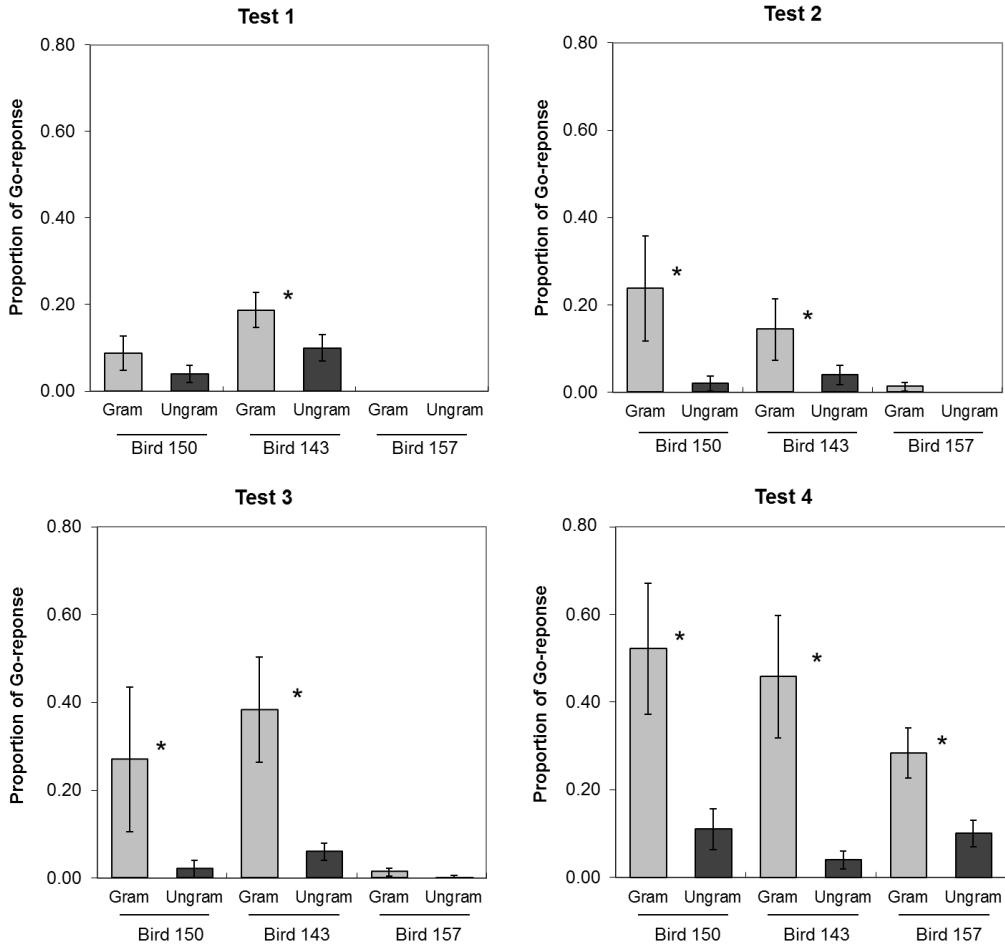 Test 1
0.80
0.60
0.40
0.20
0.00
Proportion of Go-reponse
*
Gram Ungram Gram Ungram Gram Ungram
Bird 150 Bird 143 Bird 157
Test 2
0.80
0.60
0.40
0.20
0.00
Proportion of Go-reponse
* *
Gram Ungram Gram Ungram Gram Ungram
Bird 150 Bird 143 Bird 157
Test 3
0.80
0.60
0.40
0.20
0.00
Proportion of Go-reponse
* *
Gram Ungram Gram Ungram Gram Ungram
Bird 150 Bird 143 Bird 157
Test 4
0.80
0.60
0.40
0.20
0.00
Proportion of Go-reponse
* * *
Gram Ungram Gram Ungram Gram Ungram
Bird 150 Bird 143 Bird 157